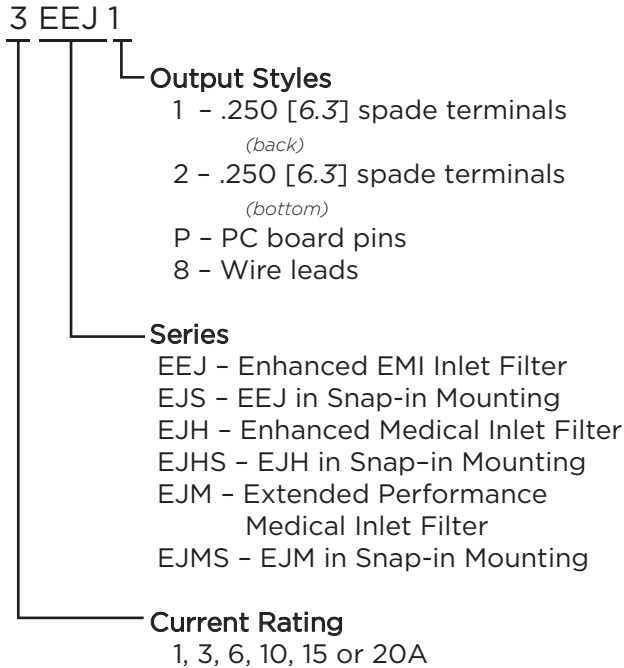 3 EEJ 1
Output Styles
1 – .250 [6.3] spade terminals
(back)
2 – .250 [6.3] spade terminals
(bottom)
P – PC board pins
8 – Wire leads
Series
EEJ – Enhanced EMI Inlet Filter
EJS – EEJ in Snap-in Mounting
EJH – Enhanced Medical Inlet Filter
EJHS – EJH in Snap–in Mounting
EJM – Extended Performance
Medical Inlet Filter
EJMS – EJM in Snap-in Mounting
Current Rating
1, 3, 6, 10, 15 or 20A